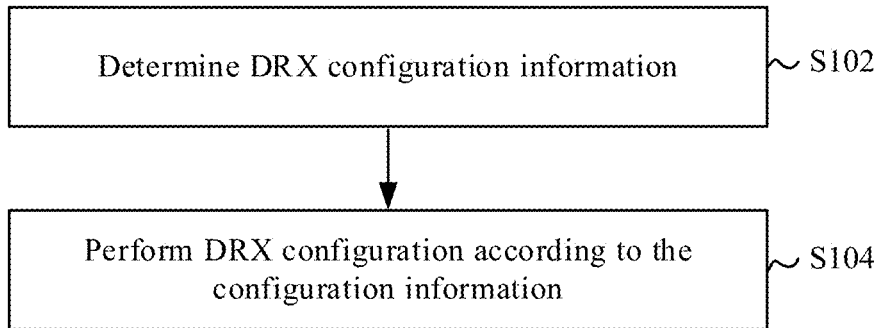 Determine DRX configuration information
S102
Perform DRX configuration according to the
configuration information
S104